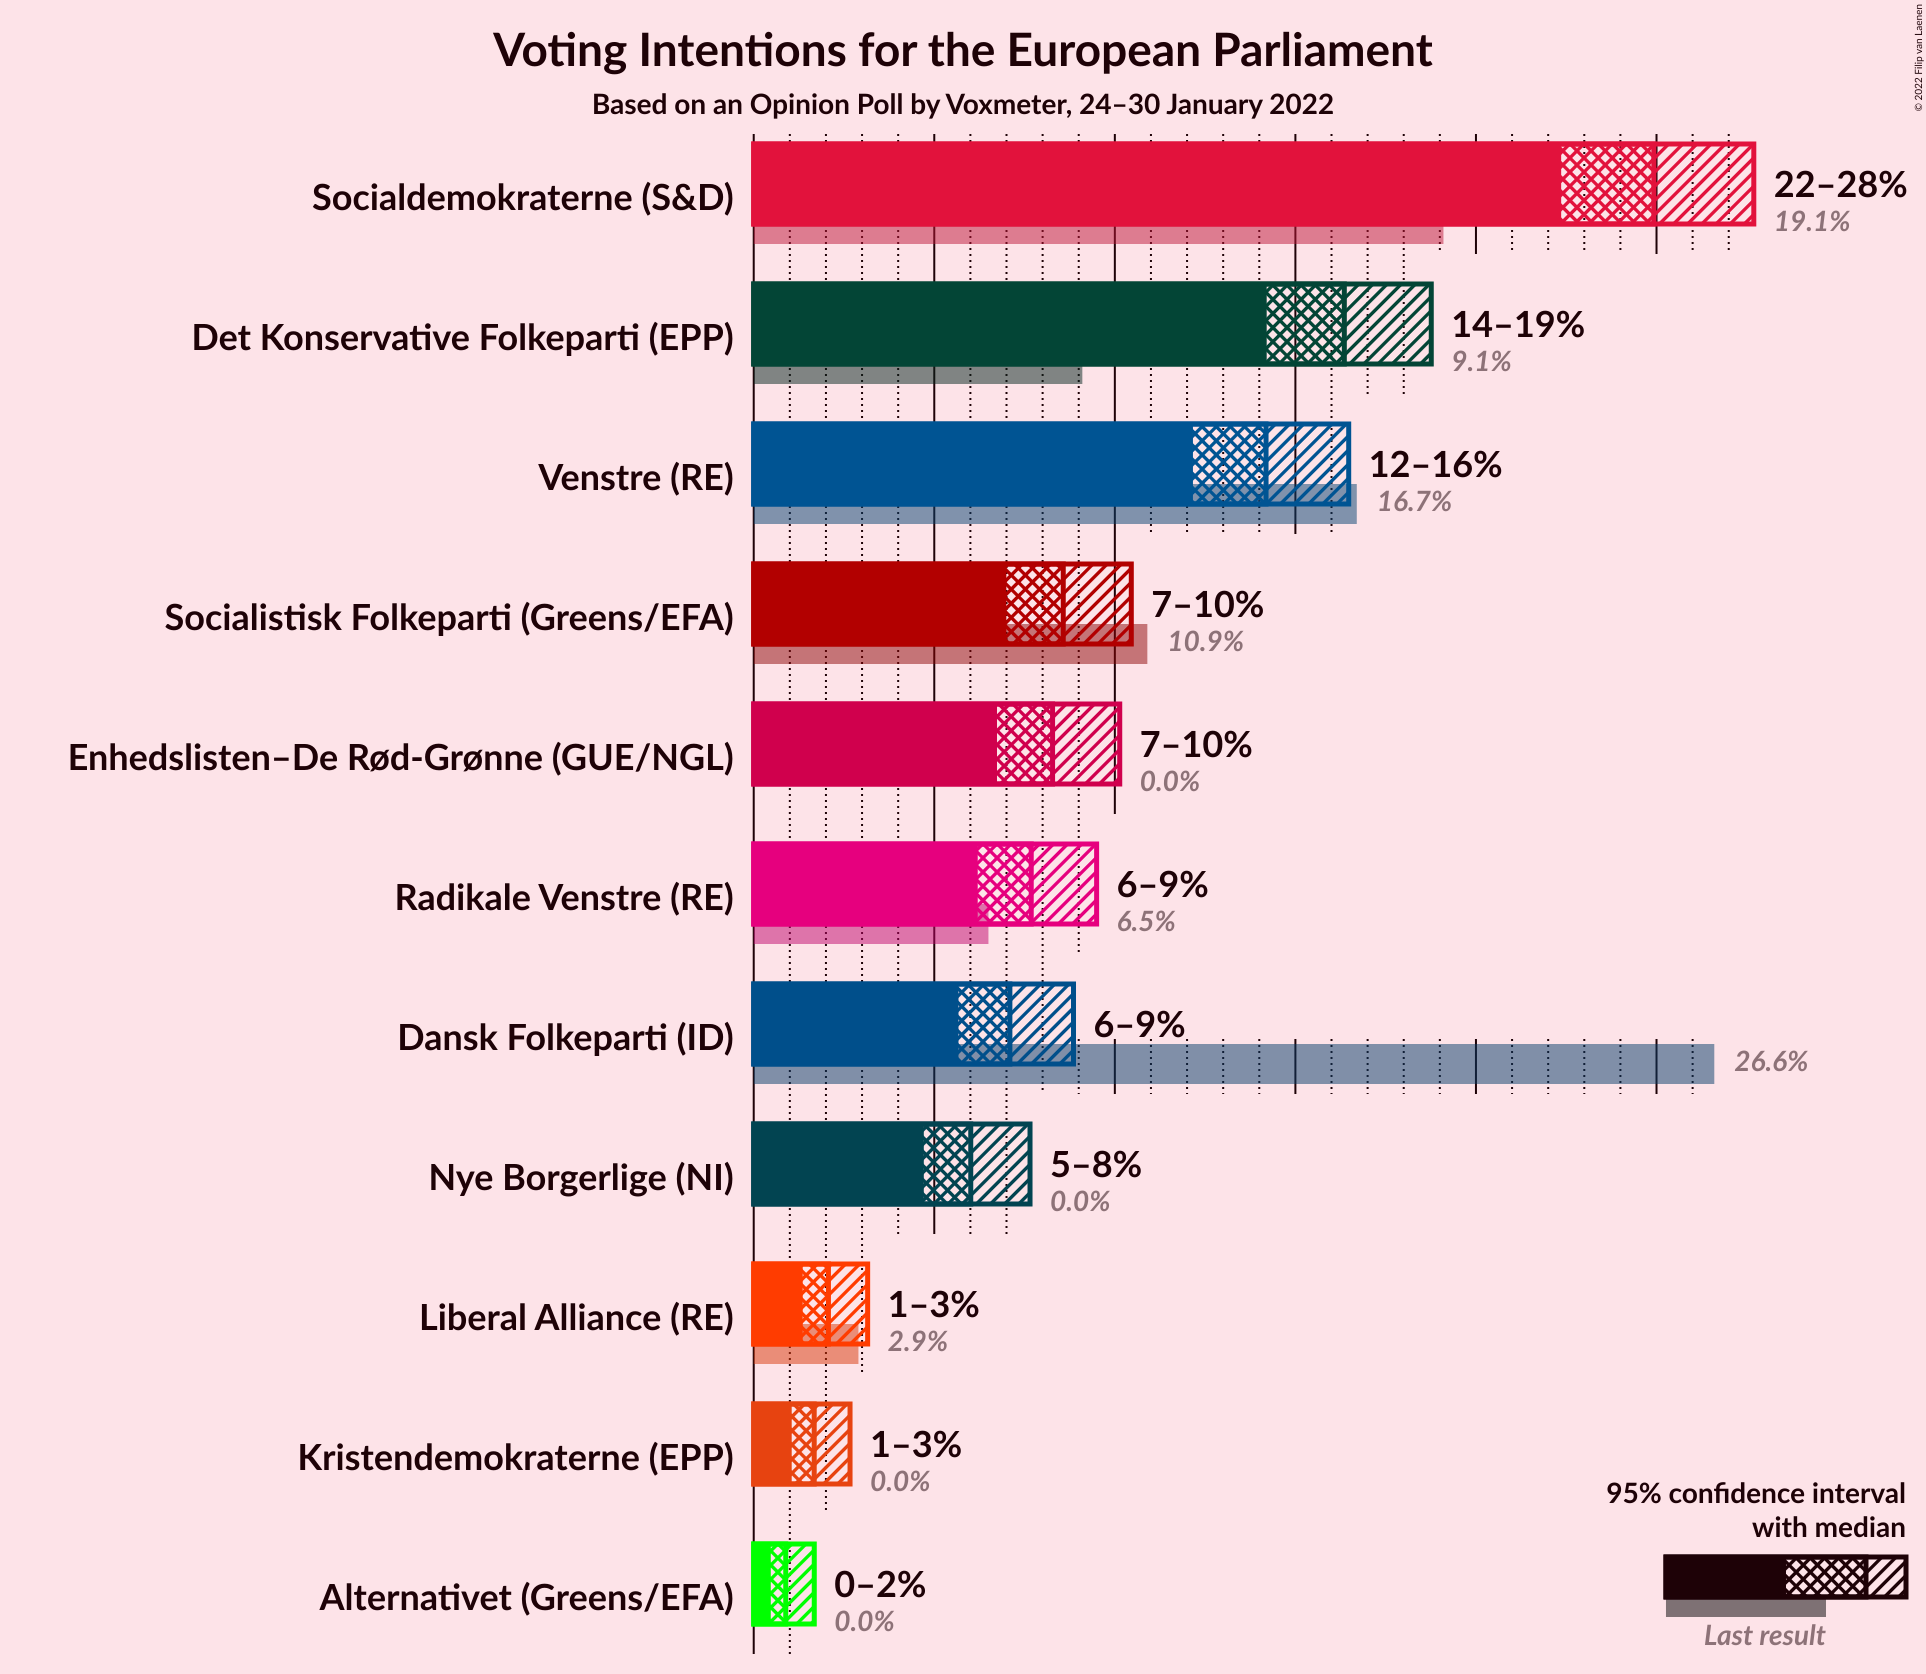 Voting Intentions for the European Parliament
Based on an Opinion Poll by Voxmeter, 24–30 January 2022
© 2022 Filip van Laenen
Socialdemokraterne (S&D)
22–28%
19.1%
Det Konservative Folkeparti (EPP)
14–19%
9.1%
Venstre (RE)
12–16%
16.7%
Socialistisk Folkeparti (Greens/EFA)
7–10%
10.9%
Enhedslisten–De Rød-Grønne (GUE/NGL)
7–10%
0.0%
Radikale Venstre (RE)
6–9%
6.5%
Dansk Folkeparti (ID)
6–9%
26.6%
Nye Borgerlige (NI)
5–8%
0.0%
Liberal Alliance (RE)
1–3%
2.9%
Kristendemokraterne (EPP)
1–3%
0.0%
Alternativet (Greens/EFA)
0–2%
0.0%
95% confidence interval
with median
Last result